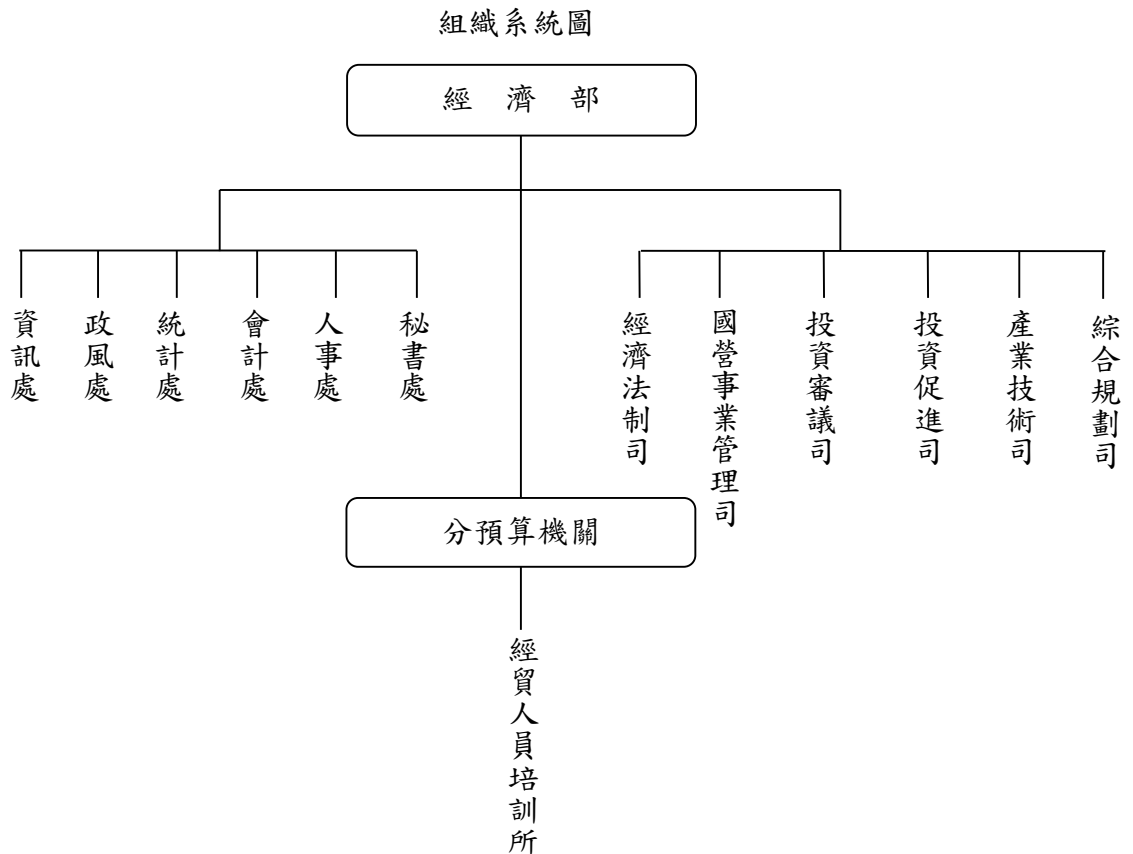 組織系統圖
經濟部
資訊處
政風處
統計處
會計處
人事處
秘書處
經濟法制司
國營事業管理司
投資審議司
投資促進司
產業技術司
綜合規劃司
分預算機關
經貿人員培訓所